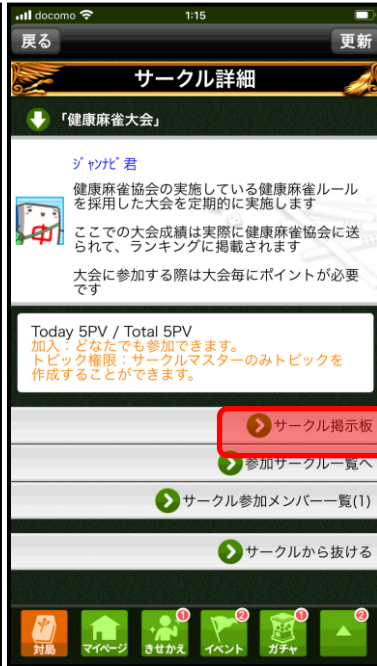 docomo 1:15
戻る 更新
サークル詳細
「健康麻雀大会」
ジャンナビ君
健康麻雀協会の実施している健康麻雀ルール
を採用した大会を定期的に実施します
ここでの大会成績は実際に健康麻雀協会に送
られて、ランキングに掲載されます
大会に参加する際は大会毎にポイントが必要
です
中
Today 5PV / Total 5PV
加入：どなたでも参加できます。
トピック権限：サークルマスターのみトピックを
作成することができます。
サークル掲示板
参加サークル一覧へ
サークル参加メンバー一覧(1)
サークルから抜ける
1 2 1 2
対局 マイページ きせかえ イベント ガチャ